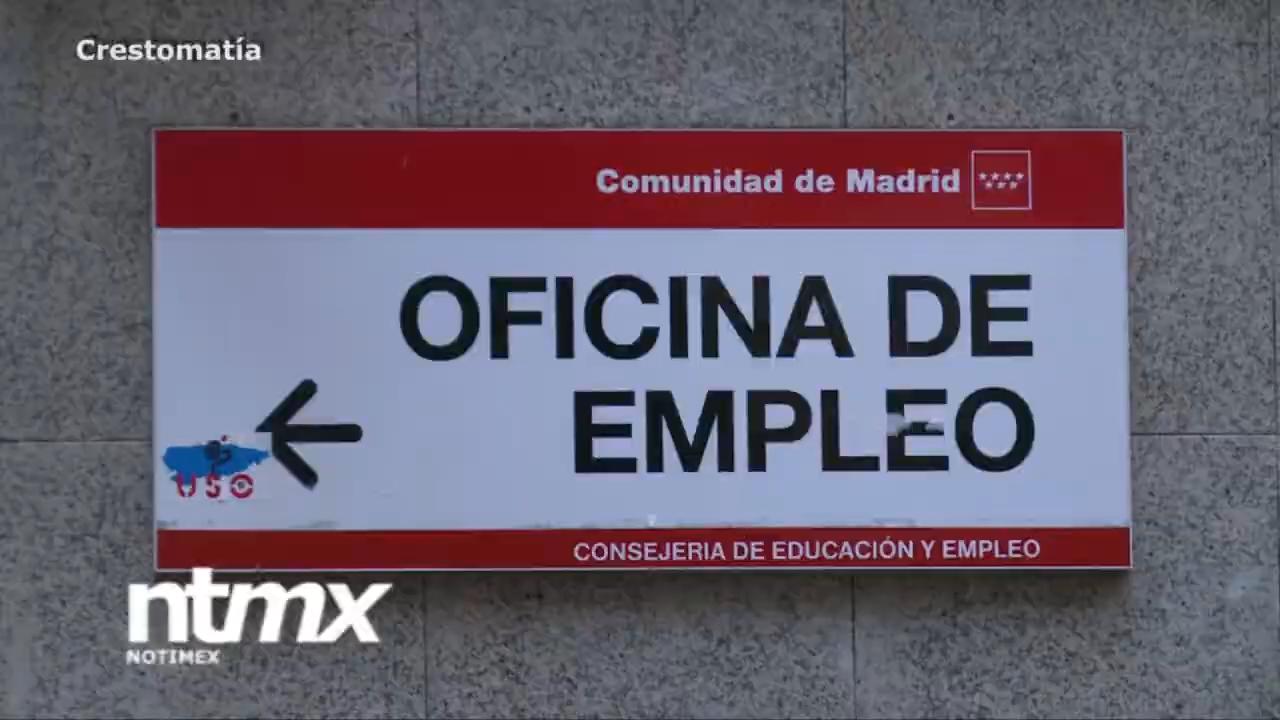 Crestomatía
Comunidad de Madrid
OFICINA DE
EMPLEO
USO
CONSEJERIA DE EDUCACIÓN Y EMPLEO
ntmx
NOTIMEX